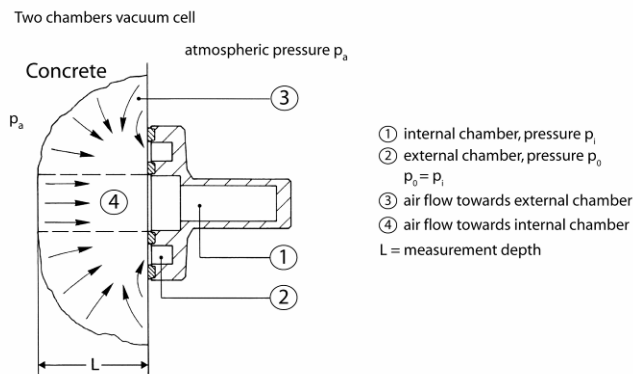 Two chambers vacuum cell
atmospheric pressure pa
Concrete
pa
3
4
1
2
L
1 internal chamber, pressure pi
2 external chamber, pressure p0
p0 = pi
3 air flow towards external chamber
4 air flow towards internal chamber
L = measurement depth